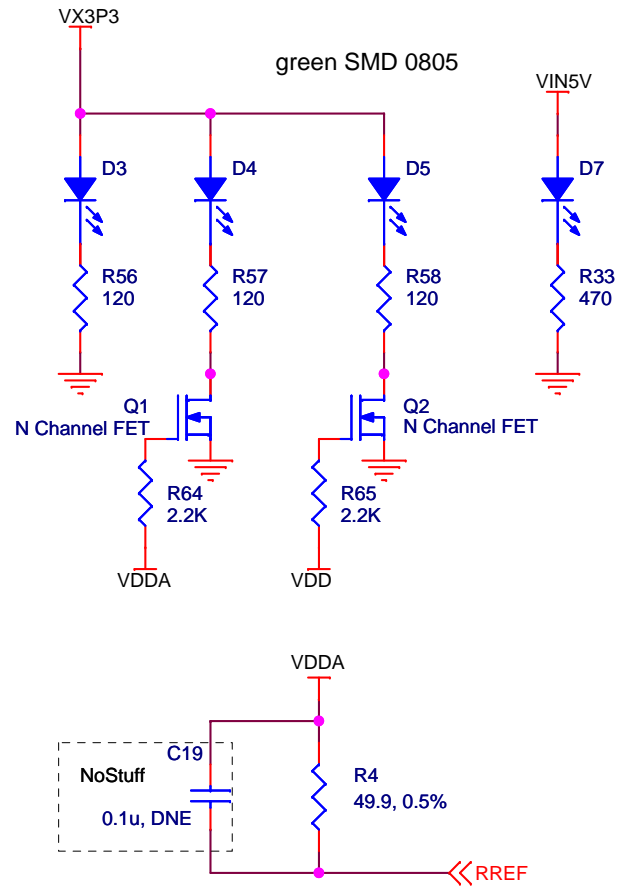 VX3P3
green SMD 0805
VIN5V
D3
D4
D5
D7
R56
120
R57
120
R58
120
R33
470
Q1
N Channel FET
Q2
N Channel FET
R64
2.2K
R65
2.2K
VDDA
VDD
VDDA
C19
NoStuff
0.1u, DNE
R4
49.9, 0.5%
RREF